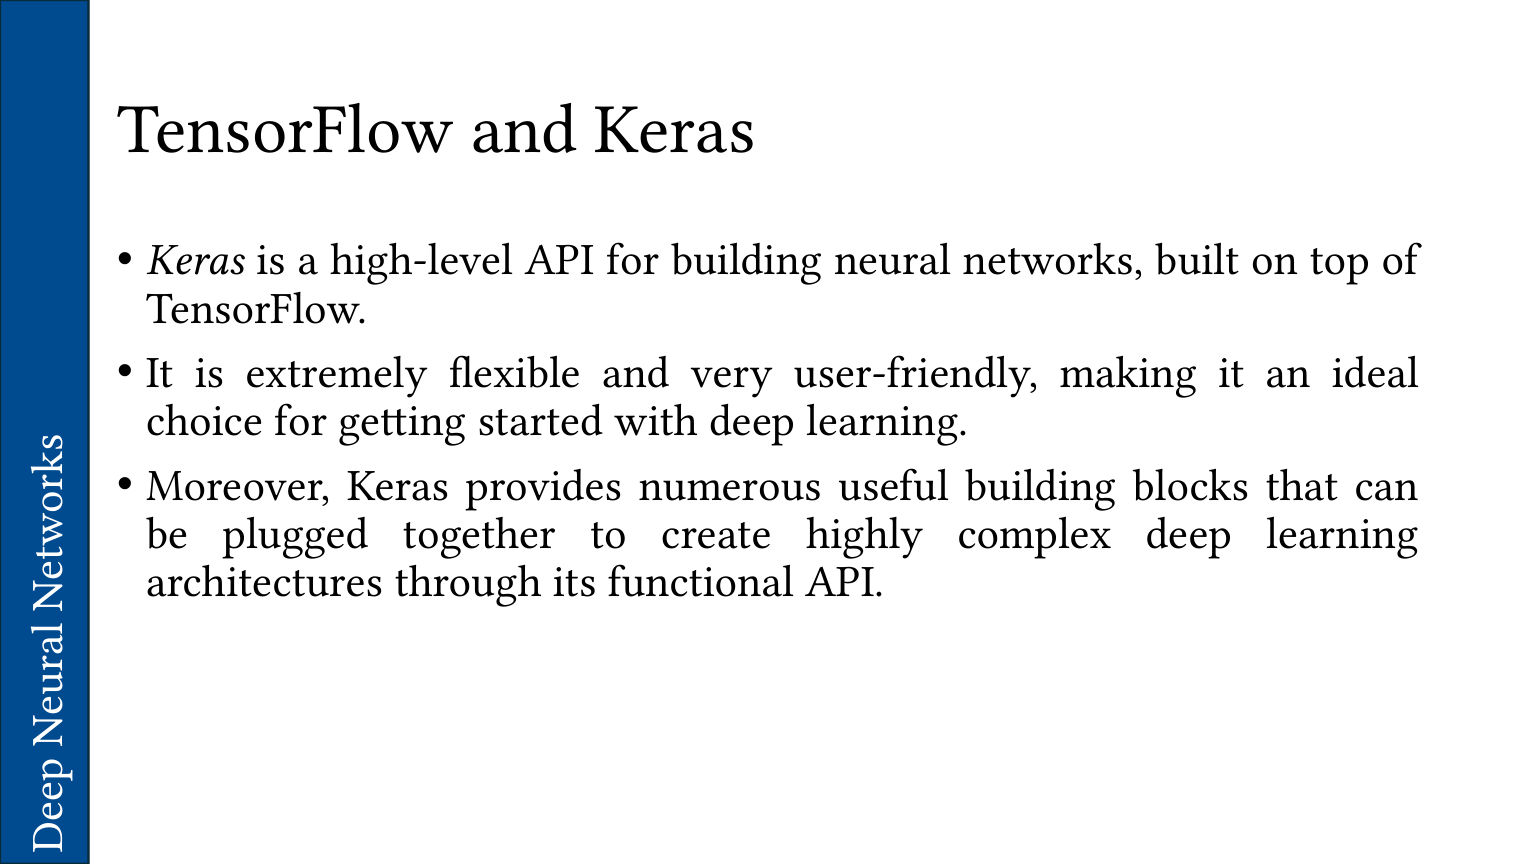 TensorFlow and Keras
• Keras is a high-level API for building neural networks, built on top of
TensorFlow.
• It is extremely flexible and very user-friendly, making it an ideal
choice for getting started with deep learning.
• Moreover, Keras provides numerous useful building blocks that can
be plugged together to create highly complex deep learning
architectures through its functional API.
Deep Neural Networks